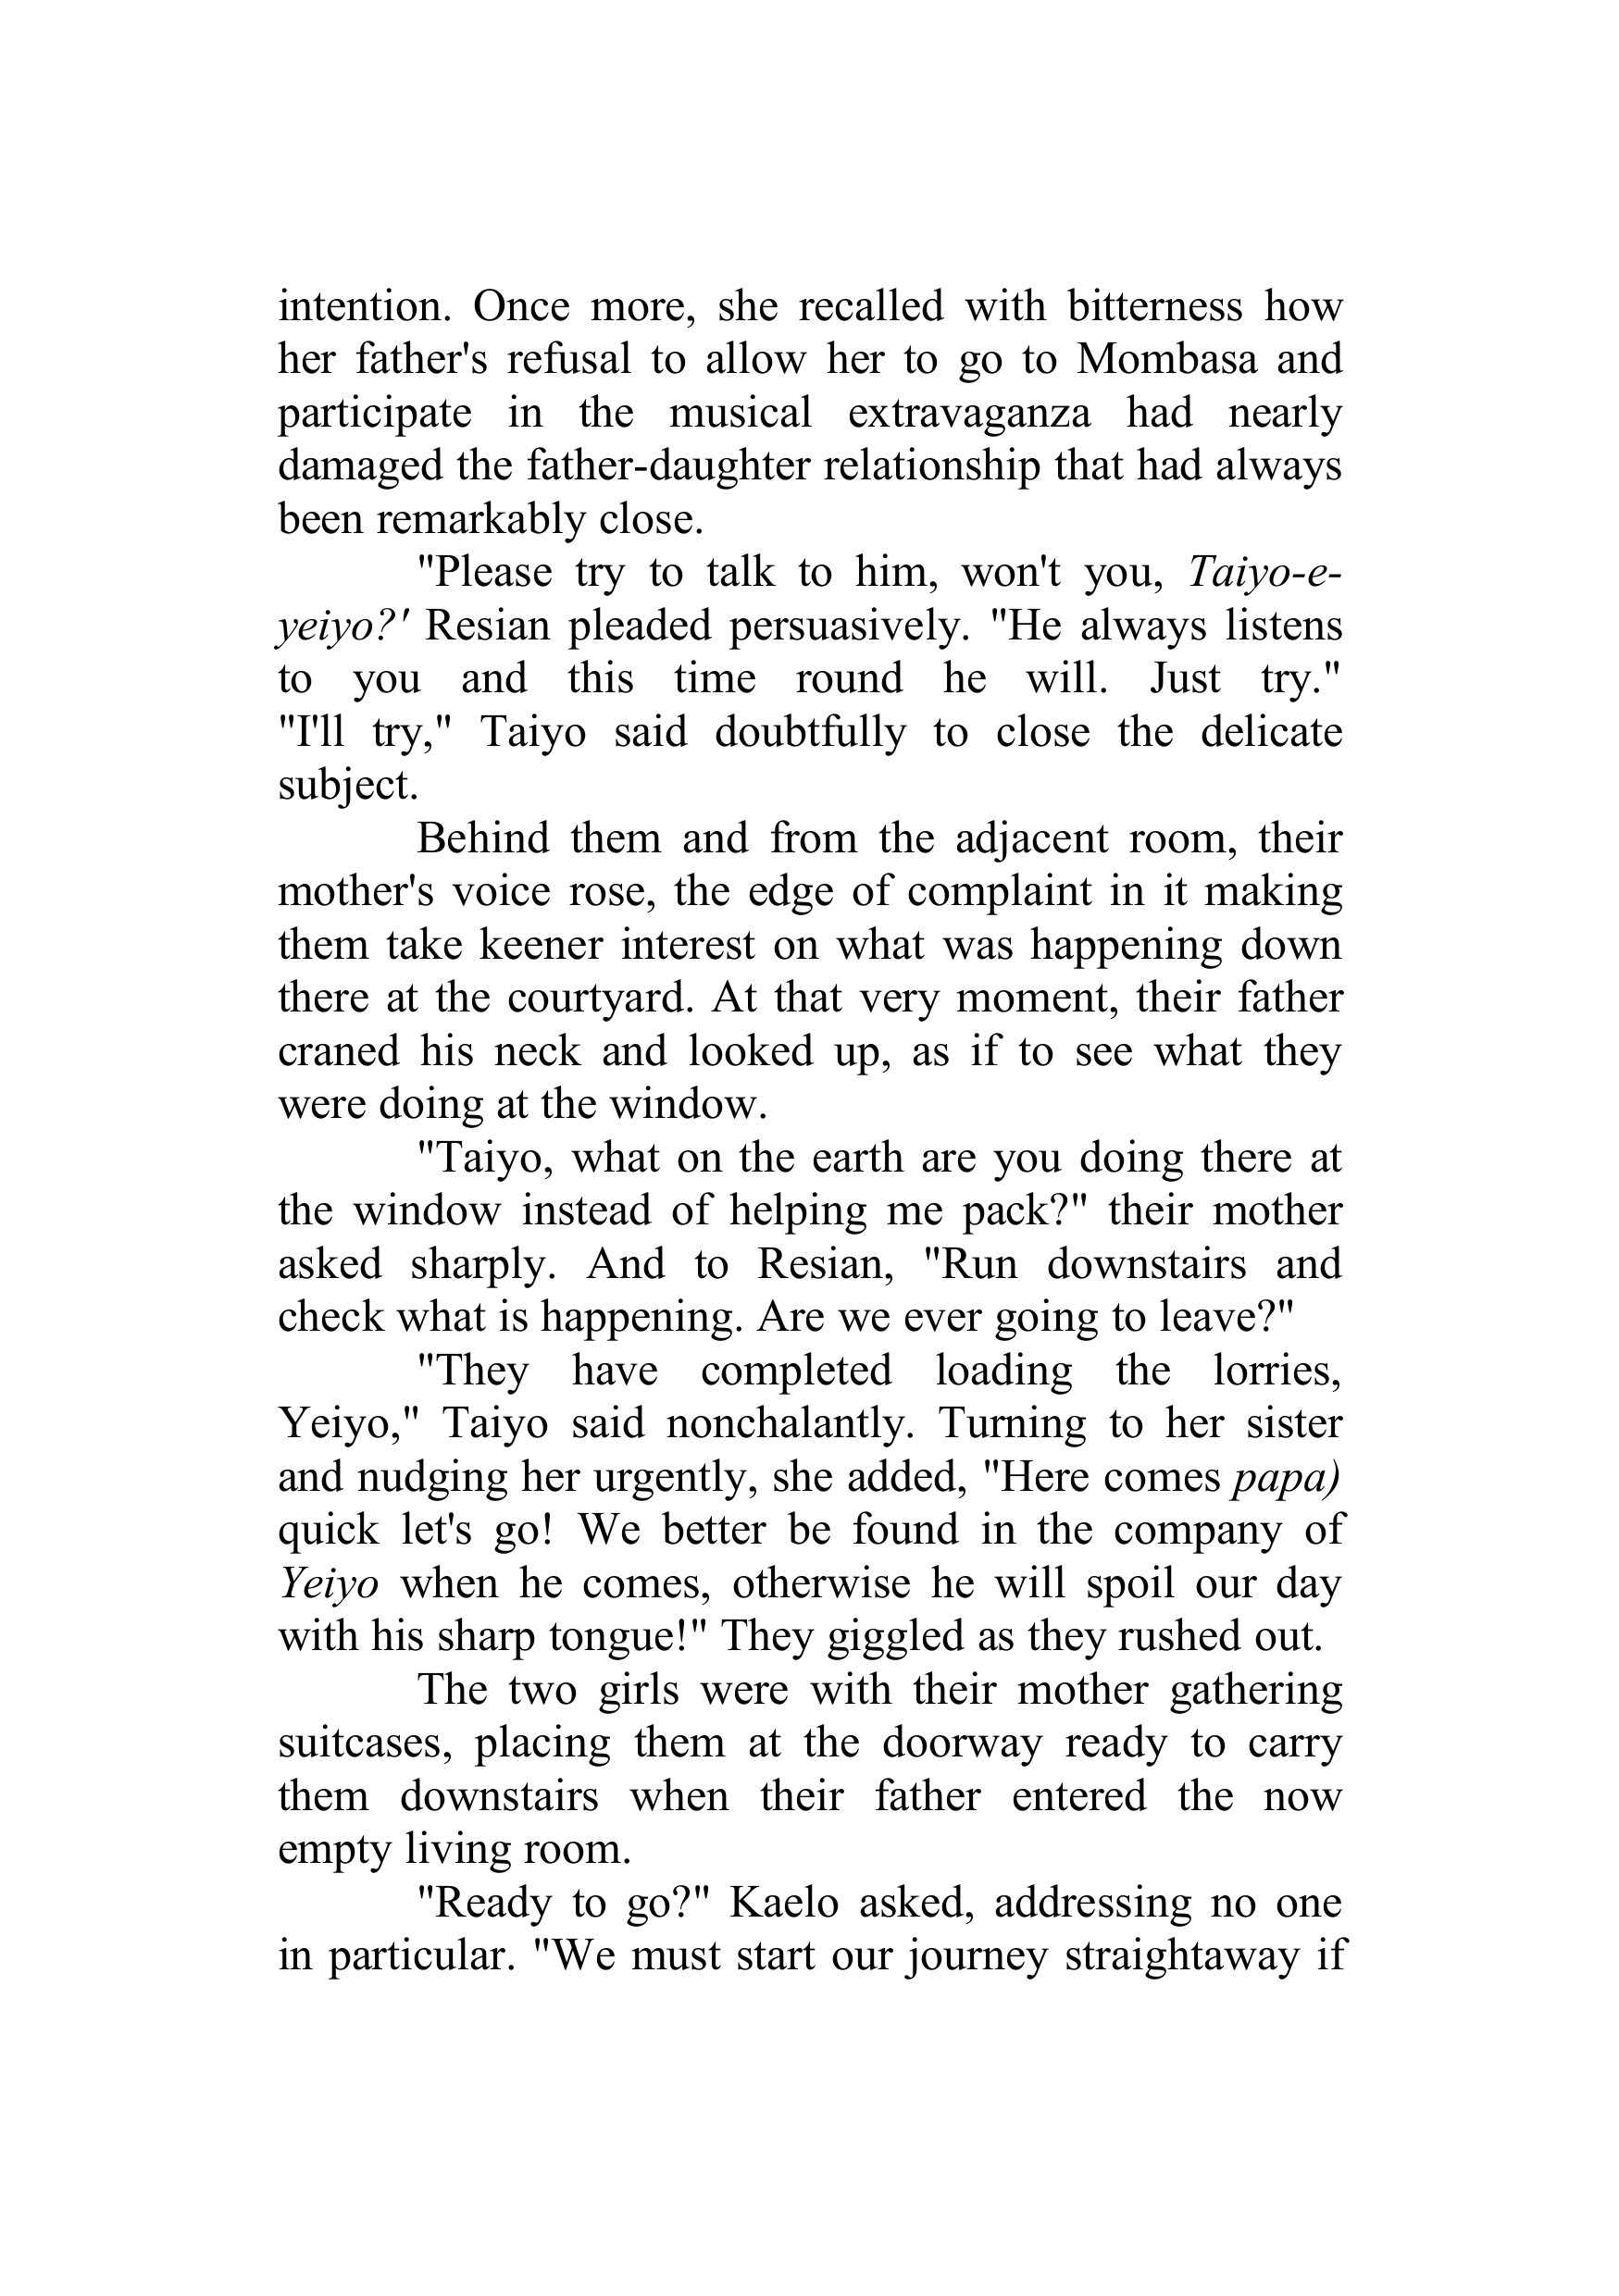 intention. Once more, she recalled with bitterness how
her father's refusal to allow her to go to Mombasa and
participate in the musical extravaganza had nearly
damaged the father-daughter relationship that had always
been remarkably close.
"Please try to talk to him, won't you, Taiyo-e-
yeiyo?' Resian pleaded persuasively. "He always listens
to you and this time round he will. Just try."
"I'll try," Taiyo said doubtfully to close the delicate
subject.
Behind them and from the adjacent room, their
mother's voice rose, the edge of complaint in it making
them take keener interest on what was happening down
there at the courtyard. At that very moment, their father
craned his neck and looked up, as if to see what they
were doing at the window.
"Taiyo, what on the earth are you doing there at
the window instead of helping me pack?" their mother
asked sharply. And to Resian, "Run downstairs and
check what is happening. Are we ever going to leave?"
"They have completed loading the lorries,
Yeiyo," Taiyo said nonchalantly. Turning to her sister
and nudging her urgently, she added, "Here comes papa)
quick let's go! We better be found in the company of
Yeiyo when he comes, otherwise he will spoil our day
with his sharp tongue!" They giggled as they rushed out.
The two girls were with their mother gathering
suitcases, placing them at the doorway ready to carry
them downstairs when their father entered the now
empty living room.
"Ready to go?" Kaelo asked, addressing no one
in particular. "We must start our journey straightaway if